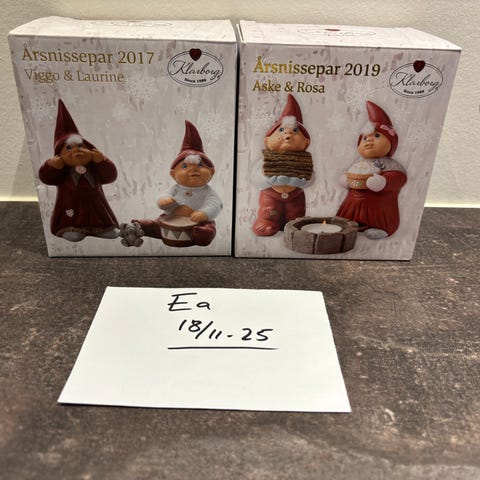 Årsnissepar 2017
Viggo & Laurine
Klarborg
Since 1986
Årsnissepar 2019
Aske & Rosa
Klarborg
Since 1986
Ea
18/11-25